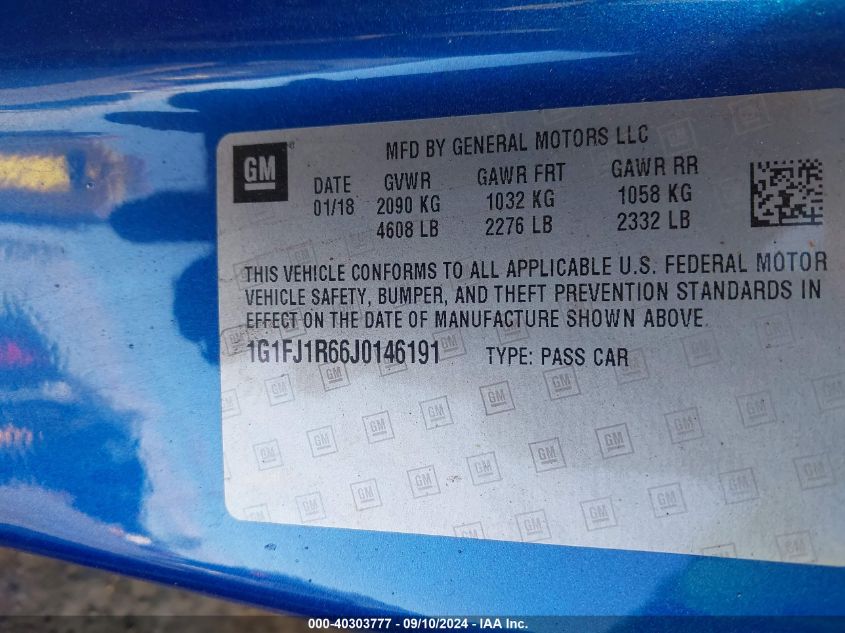 GM
MFD BY GENERAL MOTORS LLC
DATE GVWR GAWR FRT GAWR RR
01/18 2090 KG 1032 KG 1058 KG
4608 LB 2276 LB 2332 LB
THIS VEHICLE CONFORMS TO ALL APPLICABLE U.S. FEDERAL MOTOR
VEHICLE SAFETY, BUMPER, AND THEFT PREVENTION STANDARDS IN
EFFECT ON THE DATE OF MANUFACTURE SHOWN ABOVE.
1G1FJ1R66J0146191 TYPE: PASS CAR
000-40303777 - 09/10/2024 - IAA Inc.